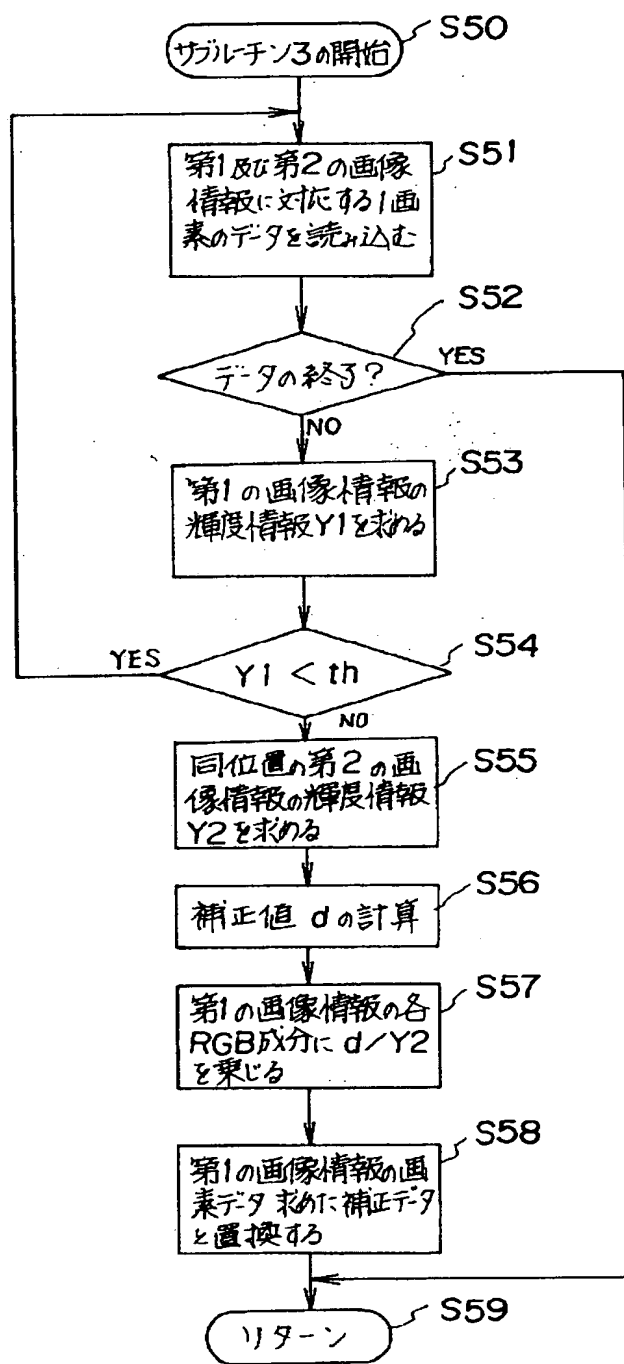 S50
サブルーチン3の開始
S51
第1及び第2の画像
情報に対応する1画
素のデータを読み込む
S52
データの終了?
YES
NO
S53
第1の画像情報の
輝度情報Y1を求める
S54
YES
Y1 < th
NO
S55
同位置の第2の画
像情報の輝度情報
Y2を求める
S56
補正値 dの計算
S57
第1の画像情報の各
RGB成分に d/Y2
を乗じる
S58
第1の画像情報の画
素データ 求めた補正データ
と置換する
S59
リターン